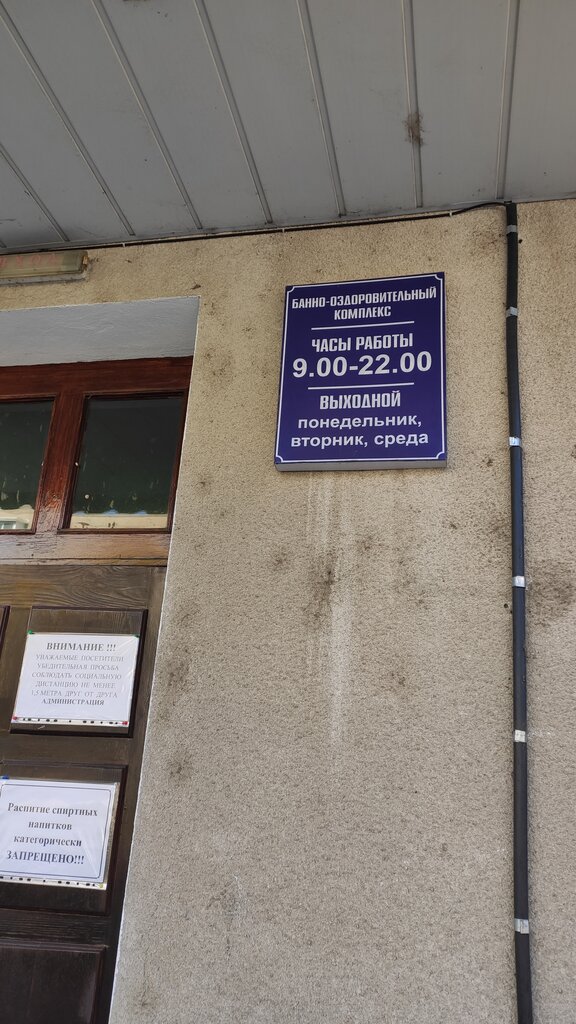 БАННО-ОЗДОРОВИТЕЛЬНЫЙ
КОМПЛЕКС
ЧАСЫ РАБОТЫ
9.00-22.00
ВЫХОДНОЙ
понедельник,
вторник, среда
ВНИМАНИЕ !!!
УВАЖАЕМЫЕ ПОСЕТИТЕЛИ
УБЕДИТЕЛЬНАЯ ПРОСЬБА
СОБЛЮДАТЬ СОЦИАЛЬНУЮ
ДИСТАНЦИЮ НЕ МЕНЕЕ
1,5 МЕТРА ДРУГ ОТ ДРУГА
АДМИНИСТРАЦИЯ
Распитие спиртных
напитков
категорически
ЗАПРЕЩЕНО!!!